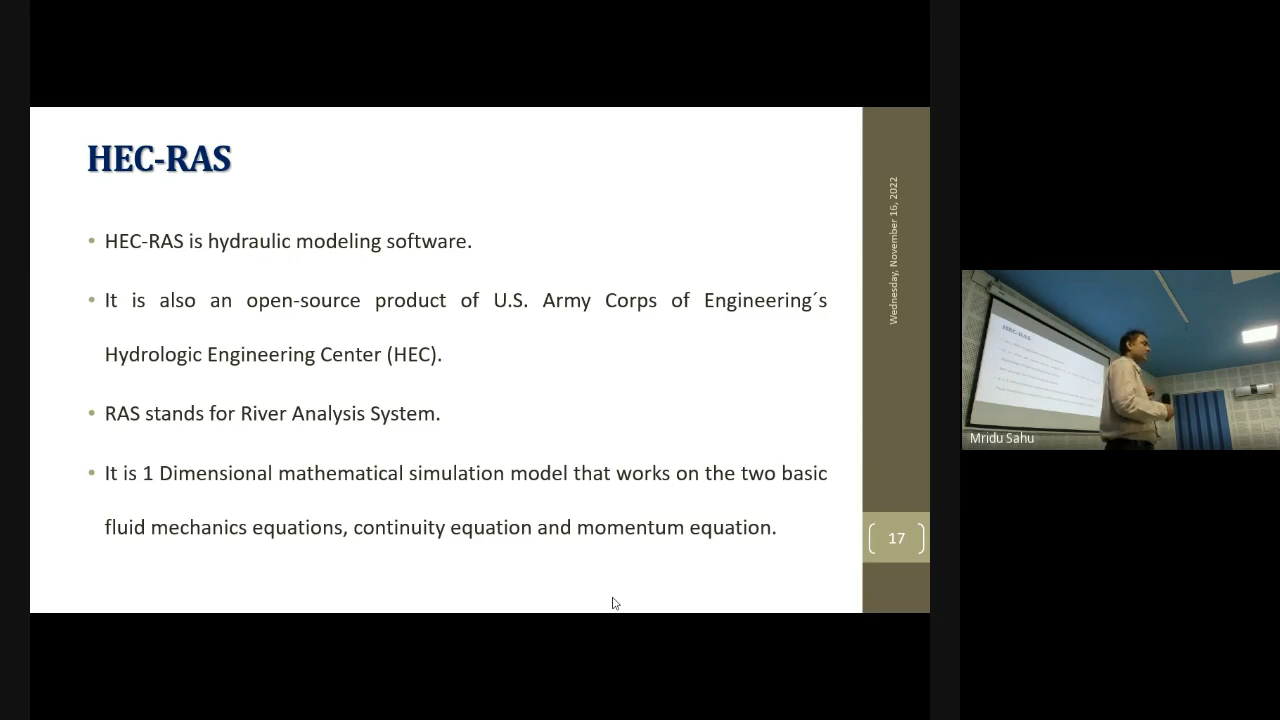 HEC-RAS
• HEC-RAS is hydraulic modeling software.
• It is also an open-source product of U.S. Army Corps of Engineering´s
Hydrologic Engineering Center (HEC).
• RAS stands for River Analysis System.
• It is 1 Dimensional mathematical simulation model that works on the two basic
fluid mechanics equations, continuity equation and momentum equation.
Wednesday, November 16, 2022
17
HEC-RAS
Mridu Sahu